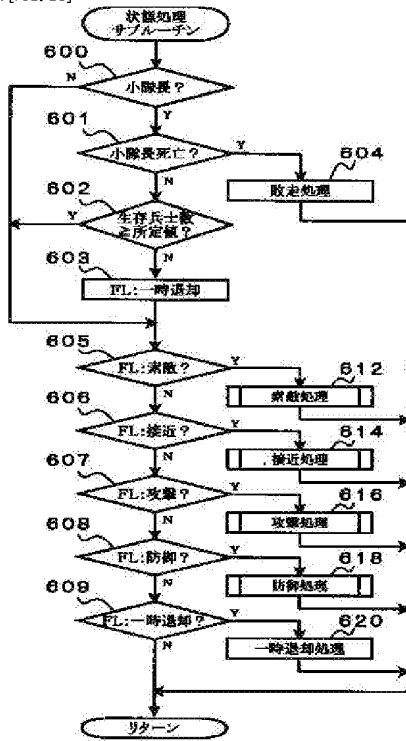 状態処理
サブルーチン
600
N
小隊長？
Y
601
小隊長死亡？
Y
N
604
敗走処理
602
生存兵士数
≧所定値？
Y
N
603
FL:一時退却
605
FL:索敵？
Y
N
612
索敵処理
606
FL:接近？
Y
N
614
接近処理
607
FL:攻撃？
Y
N
616
攻撃処理
608
FL:防御？
Y
N
618
防御処理
609
FL:一時退却？
Y
N
620
一時退却処理
リターン